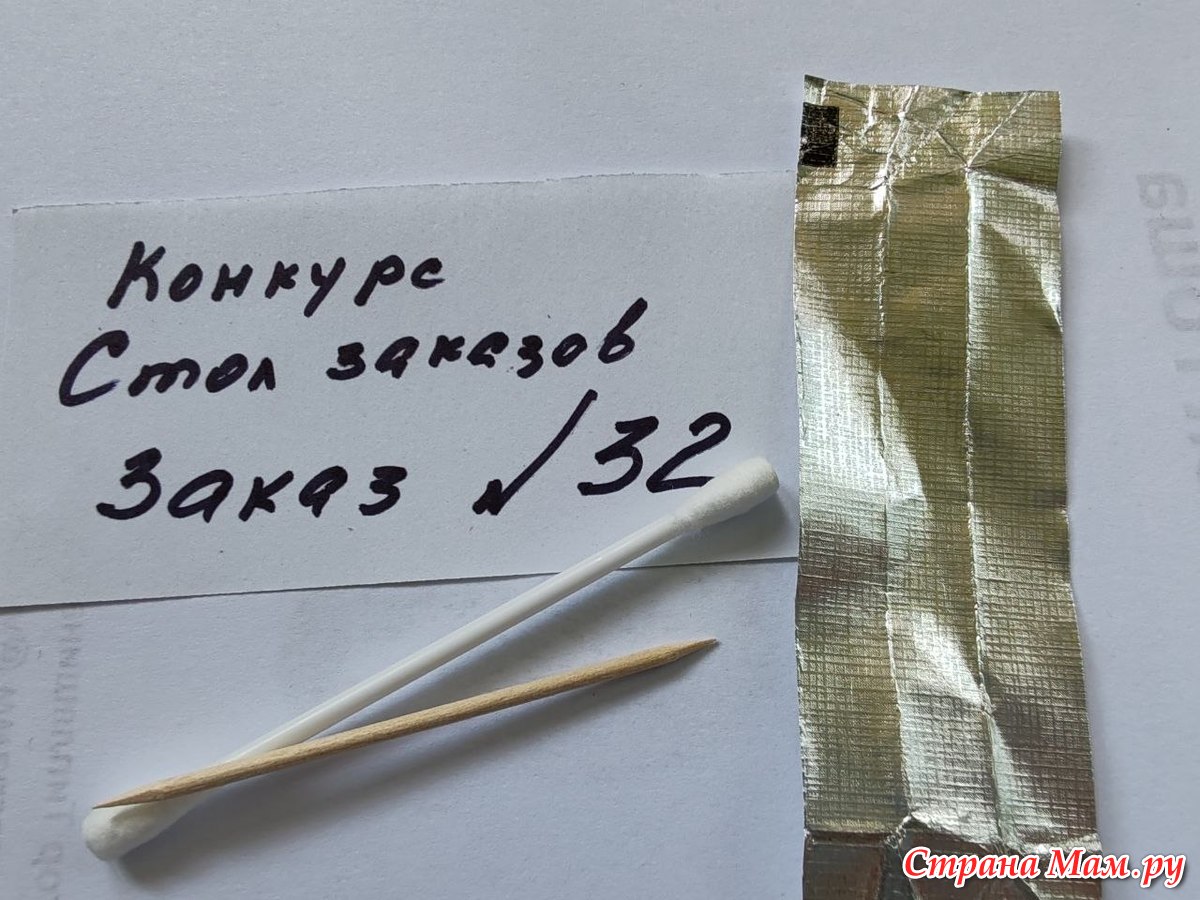 Конкурс
Стол заказов
Заказ №32
Страна Мам.ру